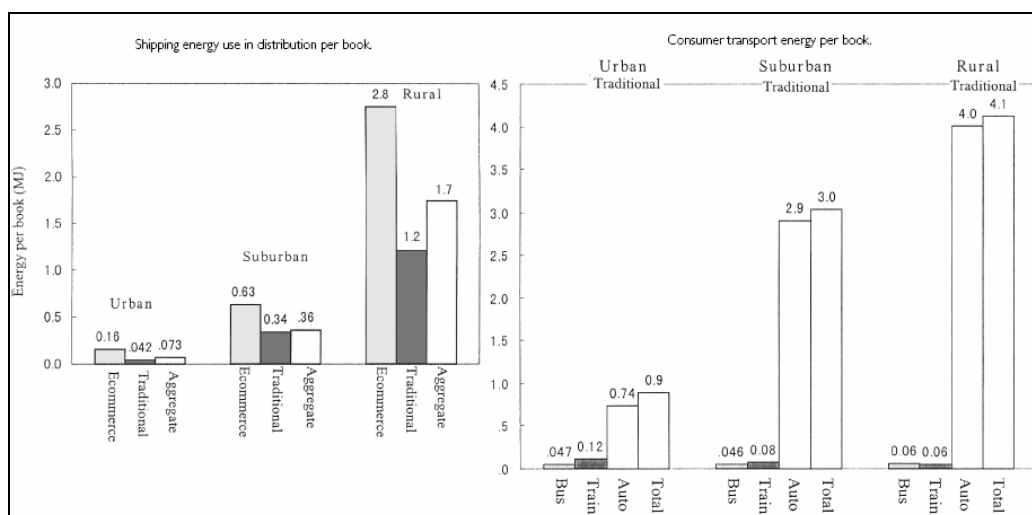 Shipping energy use in distribution per book.
Energy per book (MJ)
3.0
2.5
2.0
1.5
1.0
0.5
0.0
Urban
0.16
.042
.073
Ecommerce
Traditional
Aggregate
Suburban
0.63
0.34
.36
Ecommerce
Traditional
Aggregate
Rural
2.8
1.2
1.7
Ecommerce
Traditional
Aggregate
Consumer transport energy per book.
4.5
4.0
3.5
3.0
2.5
2.0
1.5
1.0
.5
.0
Urban
Traditional
.047
0.12
0.74
0.9
Bus
Train
Auto
Total
Suburban
Traditional
.046
0.08
2.9
3.0
Bus
Train
Auto
Total
Rural
Traditional
0.06
0.06
4.0
4.1
Bus
Train
Auto
Total